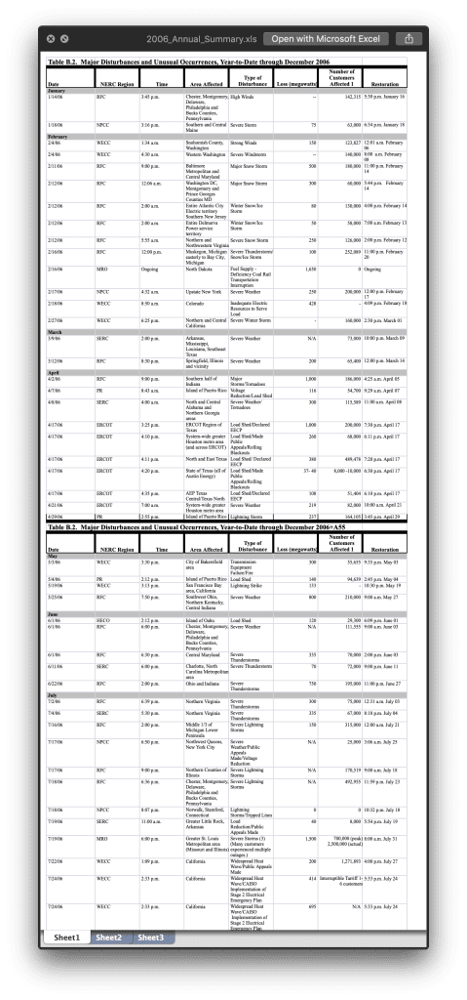 2006_Annual_Summary.xls
Open with Microsoft Excel
Table B.2. Major Disturbances and Unusual Occurrences, Year-to-Date through December 2006
Date NERC Region Time Area Affected Type of Disturbance Loss (megawatts) Number of Customers Affected 1 Restoration
January
1/14/06 RFC 3:45 p.m. Chester, Montgomery, Delaware, Philadelphia and Bucks Counties, Pennsylvania High Winds -- 142,315 5:30 p.m. January 16
1/18/06 NPCC 3:16 p.m. Southern and Central Maine Severe Storm 75 63,000 6:34 p.m. January 18
February
2/4/06 WECC 1:34 a.m. Snohomish County, Washington Strong Winds 150 123,827 12:01 a.m. February 06
2/4/06 WECC 4:30 a.m. Western Washington Severe Windstorm -- 140,000 8:00 a.m. February 08
2/11/06 RFC 9:00 p.m. Baltimore Metropolitan and Central Maryland Major Snow Storm 500 180,000 11:00 p.m. February 14
2/12/06 RFC 12:06 a.m. Washington DC, Montgomery and Prince Georges Counties MD Major Snow Storm 300 60,000 5:44 p.m. February 14
2/12/06 RFC 2:00 a.m. Entire Atlantic City Electric territory Southern New Jersey Winter Snow/Ice Storm 80 130,000 4:00 p.m. February 14
2/12/06 RFC 2:00 a.m. Entire Delmarva Power service territory Winter Snow/Ice Storm 50 50,000 7:00 a.m. February 13
2/12/06 RFC 5:55 a.m. Northern and Northwestern Virginia Severe Snow Storm 250 126,000 2:00 p.m. February 12
2/16/06 RFC 12:00 p.m. Muskegon, Michigan easterly to Bay City, Michigan Severe Thunderstorm/Snow/Ice Storm 100 11:00 p.m. February 20
2/16/06 MRO Ongoing North Dakota Fuel Supply - Deficiency Coal Rail Transportation Interruption 1,650 0 Ongoing
2/17/06 NPCC 4:32 a.m. Upstate New York Severe Weather 250 200,000 12:00 p.m. February 17
2/18/06 WECC 8:50 a.m. Colorado Inadequate Electric Resources to Serve Load 420 - 4:09 p.m. February 18
2/27/06 WECC 6:25 p.m. Northern and Central California Severe Winter Storm - 160,000 2:30 p.m. March 01
March
3/9/06 SERC 2:00 p.m. Arkansas, Mississippi, Louisiana, Southeast Texas Severe Weather N/A 73,000 10:00 p.m. March 09
3/12/06 RFC 8:30 p.m. Springfield, Illinois and vicinity Severe Weather 200 65,400 12:00 p.m. March 14
April
4/2/06 RFC 9:00 p.m. Southern half of Indiana Major Storms/Tornadoes 1,000 186,000 4:25 a.m. April 05
4/7/06 PR 8:43 a.m. Island of Puerto Rico Voltage Reduction/Load Shed 116 54,700 9:29 a.m. April 07
4/8/06 SERC 4:00 a.m. North and Central Alabama and Northern Georgia areas Severe Weather/Tornadoes 300 115,589 11:00 a.m. April 08
4/17/06 ERCOT 3:25 p.m. ERCOT Region of Texas Load Shed/Declared EECP 1,000 200,000 7:30 p.m. April 17
4/17/06 ERCOT 4:10 p.m. System-wide greater Houston metro area (and across ERCOT) Load Shed/Made Public Appeals/Rolling Blackouts 260 68,000 6:11 p.m. April 17
4/17/06 ERCOT 4:11 p.m. North and East Texas Load Shed/ Declared EECP 380 7:28 p.m. April 17
4/17/06 ERCOT 4:20 p.m. State of Texas (all of Austin Energy) Load Shed/Made Public Appeals/Rolling Blackouts 37- 40 8,000-10,000 6:30 p.m. April 17
4/17/06 ERCOT 4:35 p.m. AEP Texas Central/Texas North Load Shed/Declared EECP 108 51,404 6:10 p.m. April 17
4/21/06 ERCOT 7:00 a.m. System-wide greater Houston metro area Severe Weather 219 82,000 10:00 a.m. April 21
4/29/06 PR 2:55 p.m. Island of Puerto Rico Lightning Storm 237 164,105 3:45 p.m. April 29
Table B.2. Major Disturbances and Unusual Occurrences, Year-to-Date through December 2006+A55
Date NERC Region Time Area Affected Type of Disturbance Loss (megawatts) Number of Customers Affected 1 Restoration
May
5/3/06 WECC 3:30 p.m. City of Bakersfield area Transmission Equipment Failure/Fire 300 55,655 9:35 p.m. May 03
5/4/06 PR 2:12 p.m. Island of Puerto Rico Load Shed 140 94,639 2:45 p.m. May 04
5/19/06 WECC 3:13 p.m. San Francisco Bay area, California Lightning Strike 133 - 10:30 p.m. May 19
5/25/06 RFC 7:50 p.m. Southwest Ohio, Northern Kentucky, Central Indiana Severe Weather 800 210,000 9:00 a.m. May 27
June
6/1/06 HECO 2:12 p.m. Island of Oahu Load Shed 120 29,300 6:09 p.m. June 01
6/1/06 RFC 6:00 p.m. Chester, Montgomery, Delaware, Philadelphia and Bucks Counties, Pennsylvania Severe Weather N/A 9:00 a.m. June 03
6/1/06 RFC 6:30 p.m. Central Maryland Severe Thunderstorms 335 70,000 2:00 p.m. June 03
6/11/06 SERC 6:00 p.m. Charlotte, North Carolina Metropolitan area Severe Thunderstorm 70 72,000 9:00 p.m. June 11
6/22/06 RFC 2:00 p.m. Ohio and Indiana Severe Thunderstorms 750 195,000 11:00 p.m. June 27
July
7/2/06 RFC 6:39 p.m. Northern Virginia Severe Thunderstorms 300 75,000 12:31 a.m. July 03
7/4/06 SERC 5:30 p.m. Northern Virginia Severe Thunderstorms 335 67,000 8:18 p.m. July 04
7/16/06 RFC 2:00 p.m. Middle 1/3 of Michigan Lower Peninsula Severe Lightning Storms 150 315,000 12:00 a.m. July 21
7/17/06 NPCC 6:50 p.m. Northwest Queens, New York City Severe Weather/Public Appeals Made/Voltage Reduction N/A 25,000 3:06 a.m. July 25
7/17/06 RFC 9:00 p.m. Northern Counties of Illinois Severe Lightning Storms N/A 170,519 9:00 a.m. July 18
7/18/06 RFC 6:36 p.m. Chester, Montgomery, Delaware, Philadelphia and Bucks Counties, Pennsylvania Severe Lightning Storms N/A 492,955 11:59 p.m. July 23
7/18/06 NPCC 8:07 p.m. Norwalk, Stamford, Connecticut Lightning Storms/Tripped Lines 0 0 10:32 p.m. July 18
7/19/06 SERC 11:00 a.m. Greater Little Rock, Arkansas Load Reduction/Public Appeals Made 40 8,000 5:54 p.m. July 19
7/19/06 MRO 6:00 p.m. Greater St. Louis Metropolitan area (Missouri and Illinois) Severe Storms (3) (Many customers experienced multiple outages.) 1,500 700,000 (peak) 2,500,000 (actual) 8:00 a.m. July 31
7/22/06 WECC 1:09 p.m. California Widespread Heat Wave/Public Appeals Made 200 1,271,893 4:00 p.m. July 27
7/24/06 WECC 2:33 p.m. California Widespread Heat Wave/CAISO Implementation of Stage 2 Electrical Emergency Plan 414 Interruptible Tariff 1-6 customers 5:33 p.m. July 24
7/24/06 WECC 2:33 p.m. California Widespread Heat Wave/CAISO Implementation of Stage 2 Electrical Emergency Plan 695 N/A 5:33 p.m. July 24
Sheet1 Sheet2 Sheet3